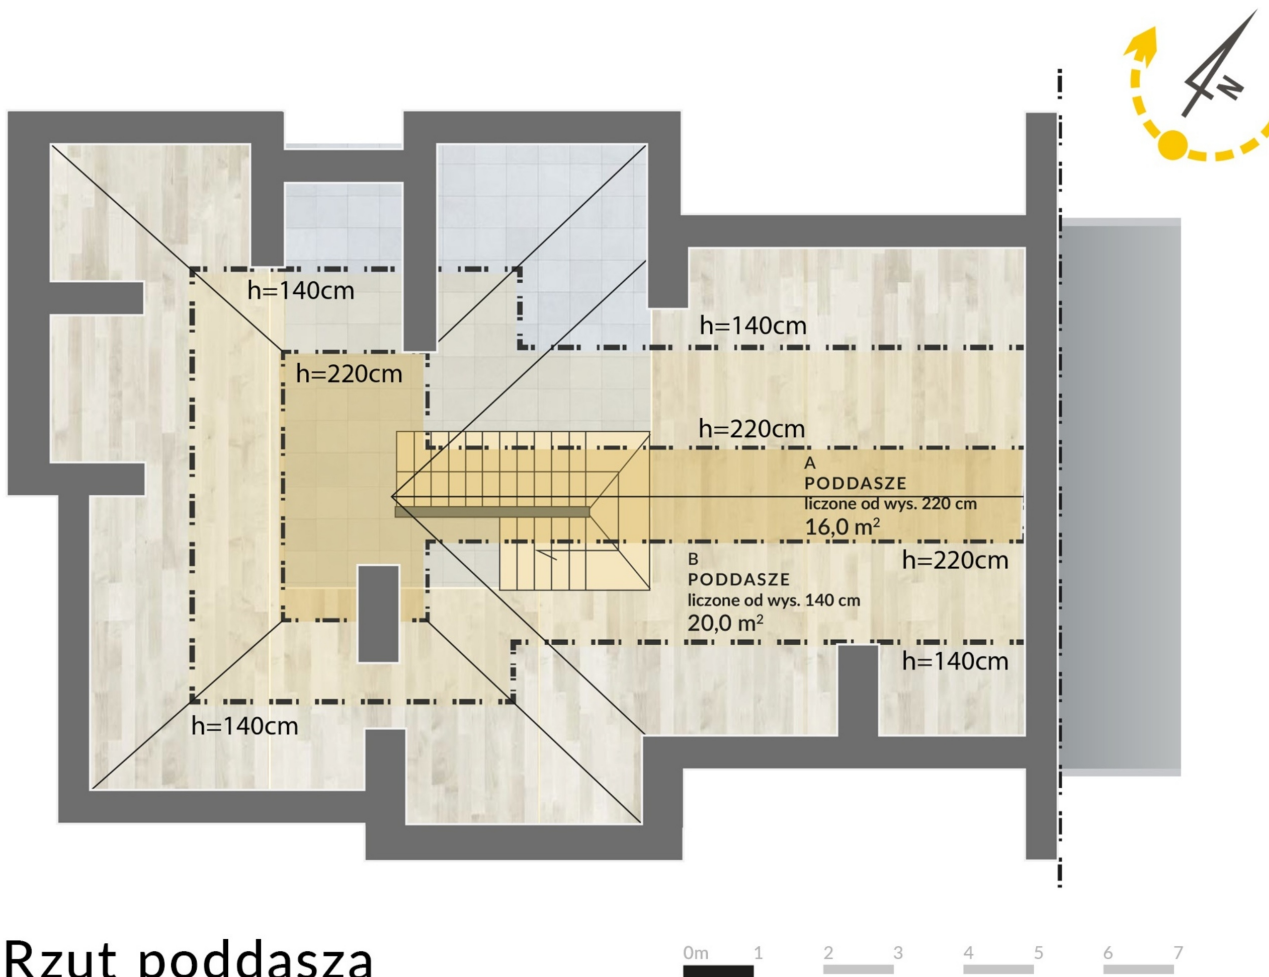 N
h=140cm
h=220cm
h=140cm
h=220cm
A
PODDASZE
liczone od wys. 220 cm
16,0 m²
h=220cm
B
PODDASZE
liczone od wys. 140 cm
20,0 m²
h=140cm
h=140cm
Rzut poddasza
0m 1 2 3 4 5 6 7